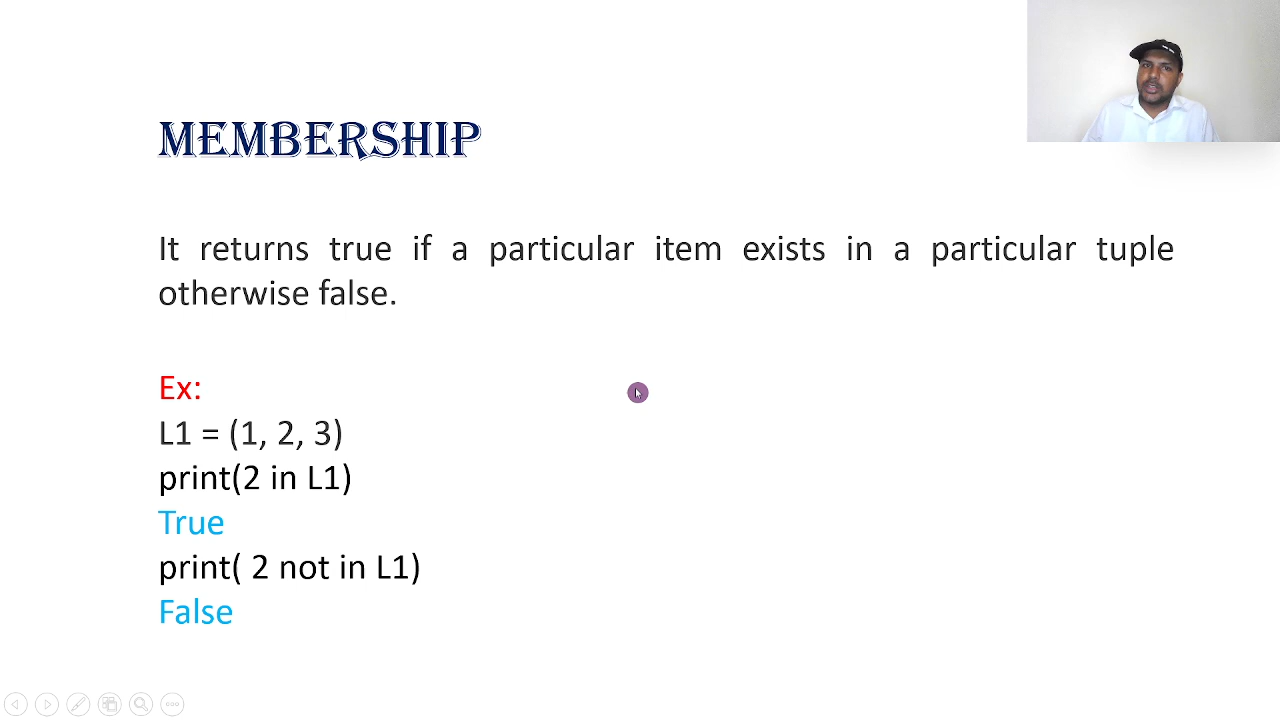 MEMBERSHIP
It returns true if a particular item exists in a particular tuple
otherwise false.
Ex:
L1 = (1, 2, 3)
print(2 in L1)
True
print( 2 not in L1)
False